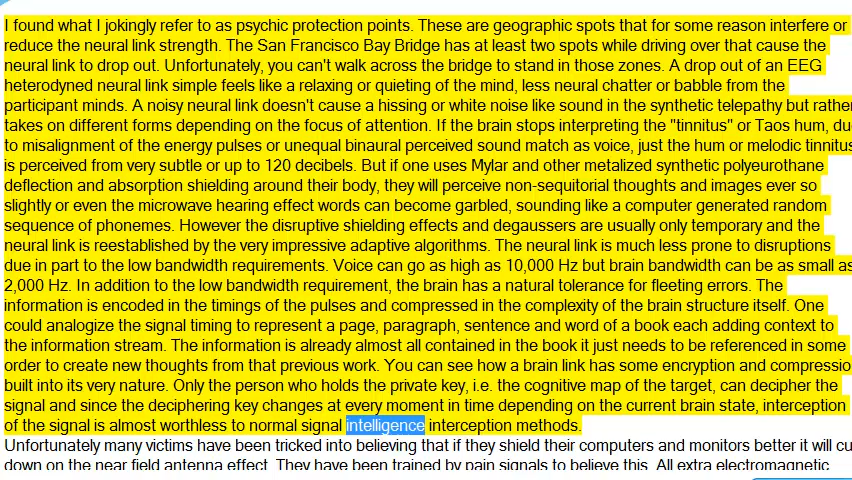 I found what I jokingly refer to as psychic protection points. These are geographic spots that for some reason interfere or
reduce the neural link strength. The San Francisco Bay Bridge has at least two spots while driving over that cause the
neural link to drop out. Unfortunately, you can't walk across the bridge to stand in those zones. A drop out of an EEG
heterodyned neural link simple feels like a relaxing or quieting of the mind, less neural chatter or babble from the
participant minds. A noisy neural link doesn't cause a hissing or white noise like sound in the synthetic telepathy but rather
takes on different forms depending on the focus of attention. If the brain stops interpreting the "tinnitus" or Taos hum, du
to misalignment of the energy pulses or unequal binaural perceived sound match as voice, just the hum or melodic tinnitus
is perceived from very subtle or up to 120 decibels. But if one uses Mylar and other metalized synthetic polyeurothane
deflection and absorption shielding around their body, they will perceive non-sequitorial thoughts and images ever so
slightly or even the microwave hearing effect words can become garbled, sounding like a computer generated random
sequence of phonemes. However the disruptive shielding effects and degaussers are usually only temporary and the
neural link is reestablished by the very impressive adaptive algorithms. The neural link is much less prone to disruptions
due in part to the low bandwidth requirements. Voice can go as high as 10,000 Hz but brain bandwidth can be as small as
2,000 Hz. In addition to the low bandwidth requirement, the brain has a natural tolerance for fleeting errors. The
information is encoded in the timings of the pulses and compressed in the complexity of the brain structure itself. One
could analogize the signal timing to represent a page, paragraph, sentence and word of a book each adding context to
the information stream. The information is already almost all contained in the book it just needs to be referenced in some
order to create new thoughts from that previous work. You can see how a brain link has some encryption and compressio
built into its very nature. Only the person who holds the private key, i.e. the cognitive map of the target, can decipher the
signal and since the deciphering key changes at every moment in time depending on the current brain state, interception
of the signal is almost worthless to normal signal intelligence interception methods.
Unfortunately many victims have been tricked into believing that if they shield their computers and monitors better it will cu
down on the near field antenna effect. They have been trained by pain signals to believe this. All extra electromagnetic